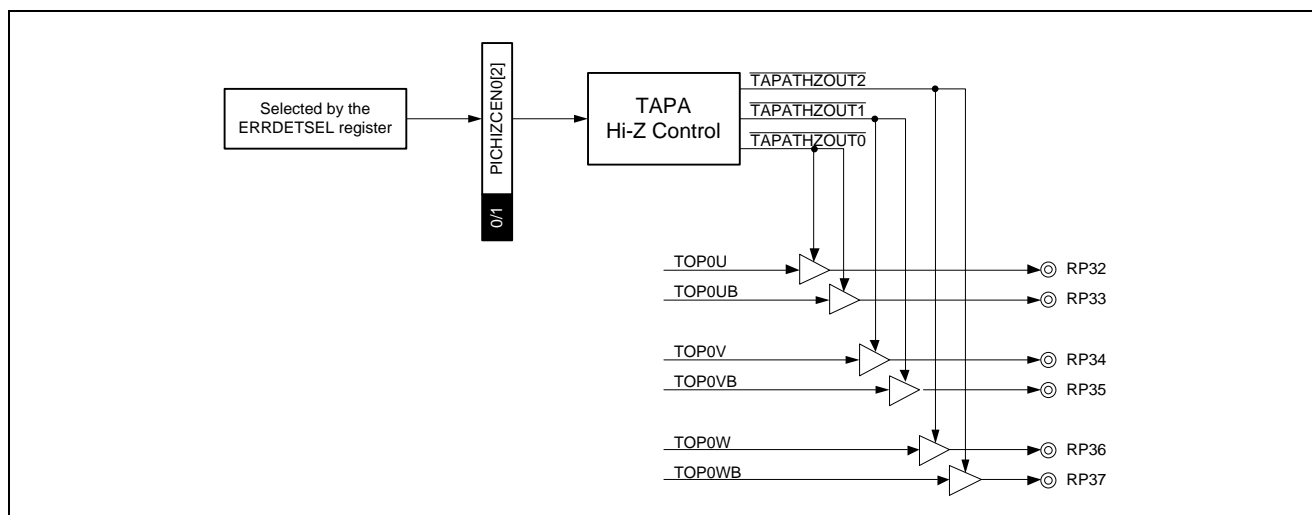 Selected by the
ERRDETSEL register
PICHIZCEN0[2]
0/1
TAPA
Hi-Z Control
TAPATHZOUT2
TAPATHZOUT1
TAPATHZOUT0
TOP0U
RP32
TOP0UB
RP33
TOP0V
RP34
TOP0VB
RP35
TOP0W
RP36
TOP0WB
RP37